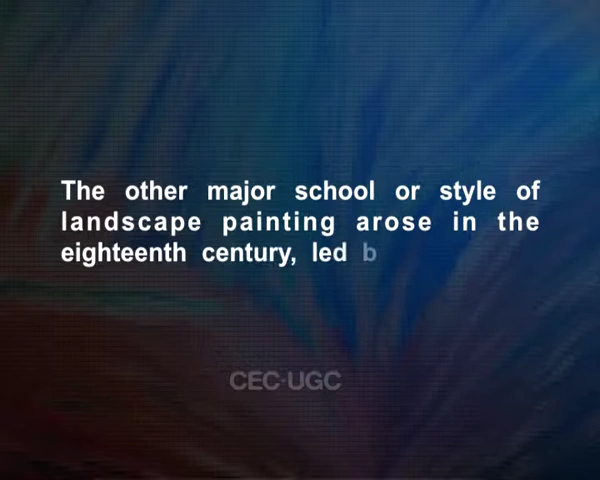 The other major school or style of
landscape painting arose in the
eighteenth century, led b
CEC-UGC